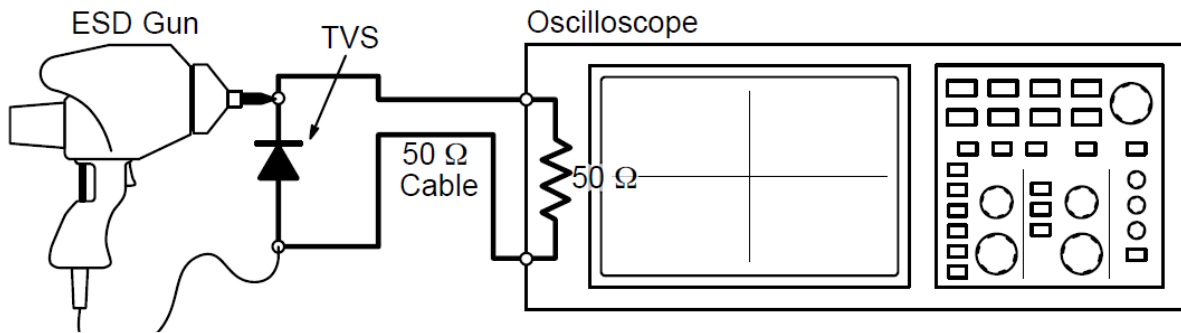 ESD Gun
TVS
Oscilloscope
50 Ω
Cable
50 Ω